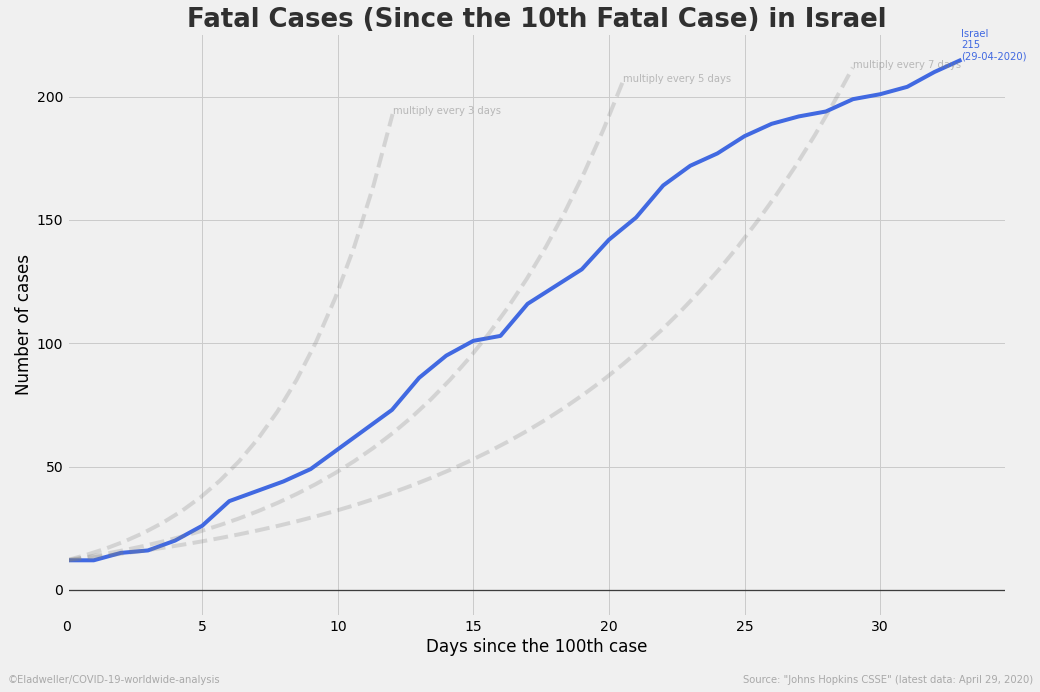 Fatal Cases (Since the 10th Fatal Case) in Israel
Israel
215
(29-04-2020)
multiply every 7 days
multiply every 5 days
multiply every 3 days
200
150
100
50
0
Number of cases
0 5 10 15 20 25 30
Days since the 100th case
©Eladweller/COVID-19-worldwide-analysis
Source: "Johns Hopkins CSSE" (latest data: April 29, 2020)